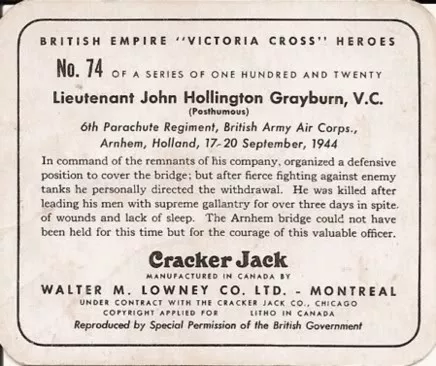 BRITISH EMPIRE "VICTORIA CROSS" HEROES
No. 74 OF A SERIES OF ONE HUNDRED AND TWENTY
Lieutenant John Hollington Grayburn, V.C.
(Posthumous)
6th Parachute Regiment, British Army Air Corps.,
Arnhem, Holland, 17-20 September, 1944
In command of the remnants of his company, organized a defensive
position to cover the bridge; but after fierce fighting against enemy
tanks he personally directed the withdrawal. He was killed after
leading his men with supreme gallantry for over three days in spite.
of wounds and lack of sleep. The Arnhem bridge could not have
been held for this time but for the courage of this valuable officer.
Cracker Jack
MANUFACTURED IN CANADA BY
WALTER M. LOWNEY CO. LTD. - MONTREAL
UNDER CONTRACT WITH THE CRACKER JACK CO., CHICAGO
COPYRIGHT APPLIED FOR LITHO IN CANADA
Reproduced by Special Permission of the British Government